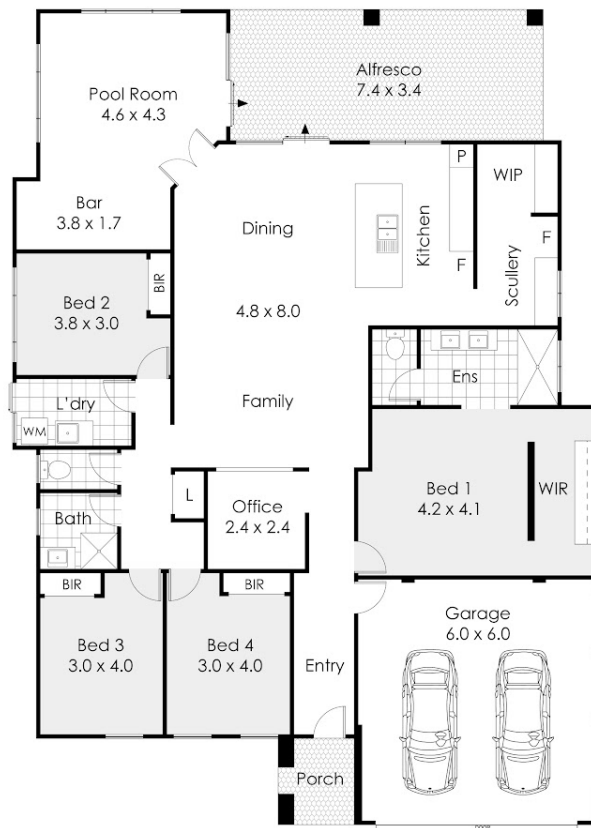 Alfresco
7.4 x 3.4
Pool Room
4.6 x 4.3
P
WIP
Bar
3.8 x 1.7
Dining
Kitchen
F
Scullery
F
BIR
Bed 2
3.8 x 3.0
4.8 x 8.0
Ens
L'dry
WM
Family
Bed 1
4.2 x 4.1
WIR
L
Office
2.4 x 2.4
Bath
BIR
BIR
Bed 3
3.0 x 4.0
Bed 4
3.0 x 4.0
Garage
6.0 x 6.0
Entry
Porch